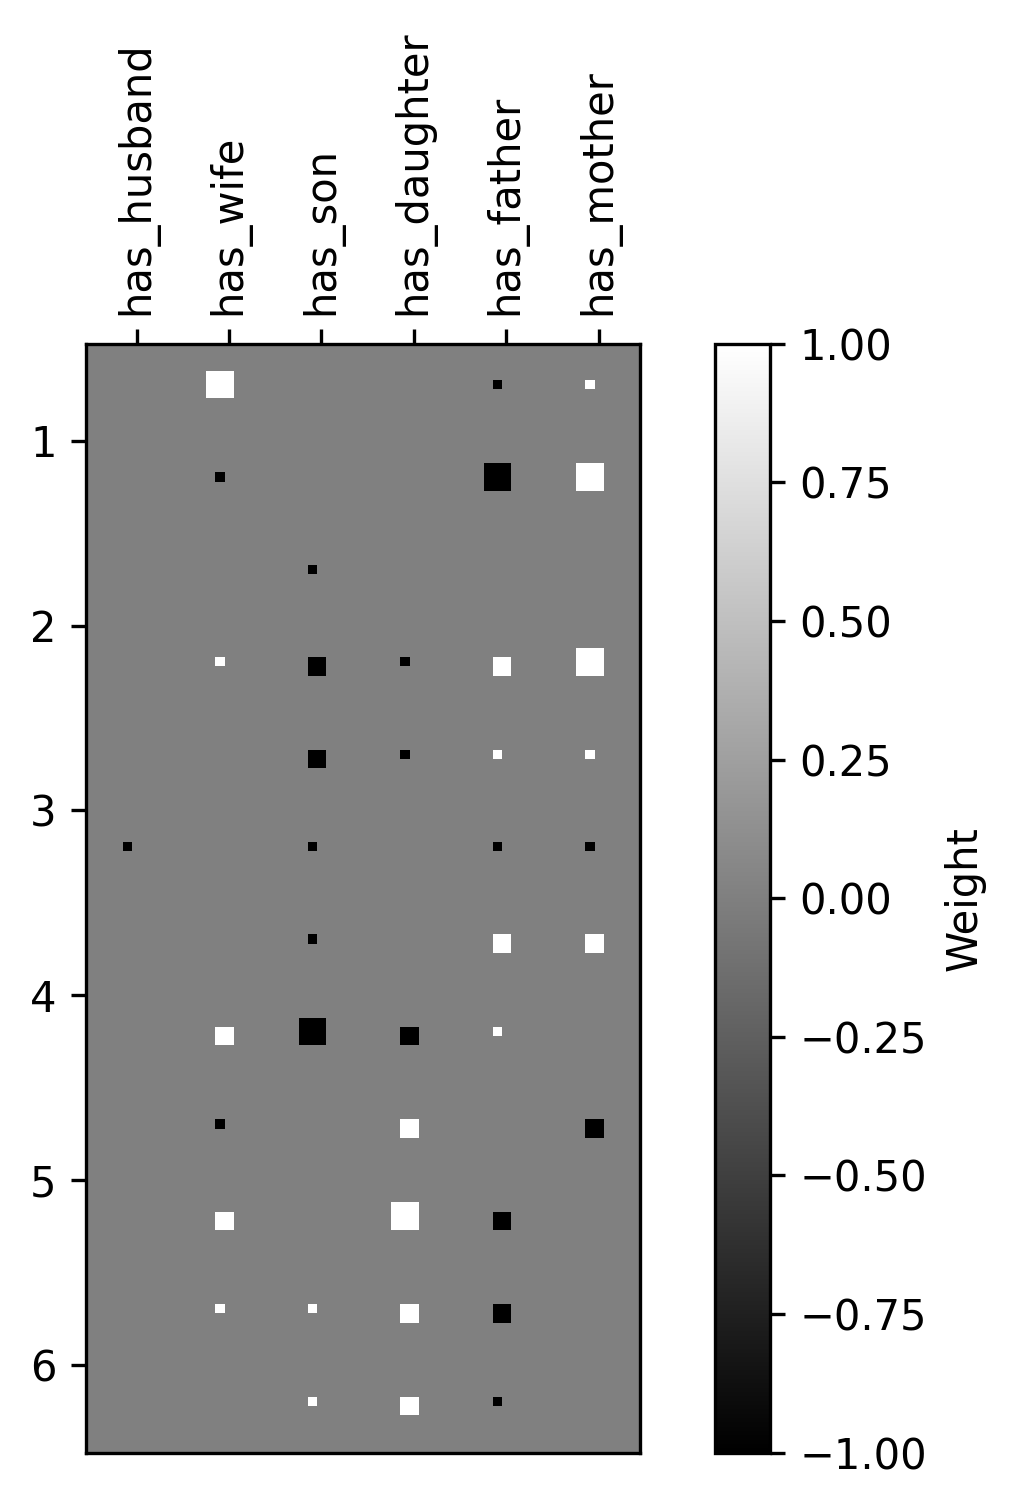 has_husband
has_wife
has_son
has_daughter
has_father
has_mother
1
2
3
4
5
6
1.00
0.75
0.50
0.25
0.00
−0.25
−0.50
−0.75
−1.00
Weight